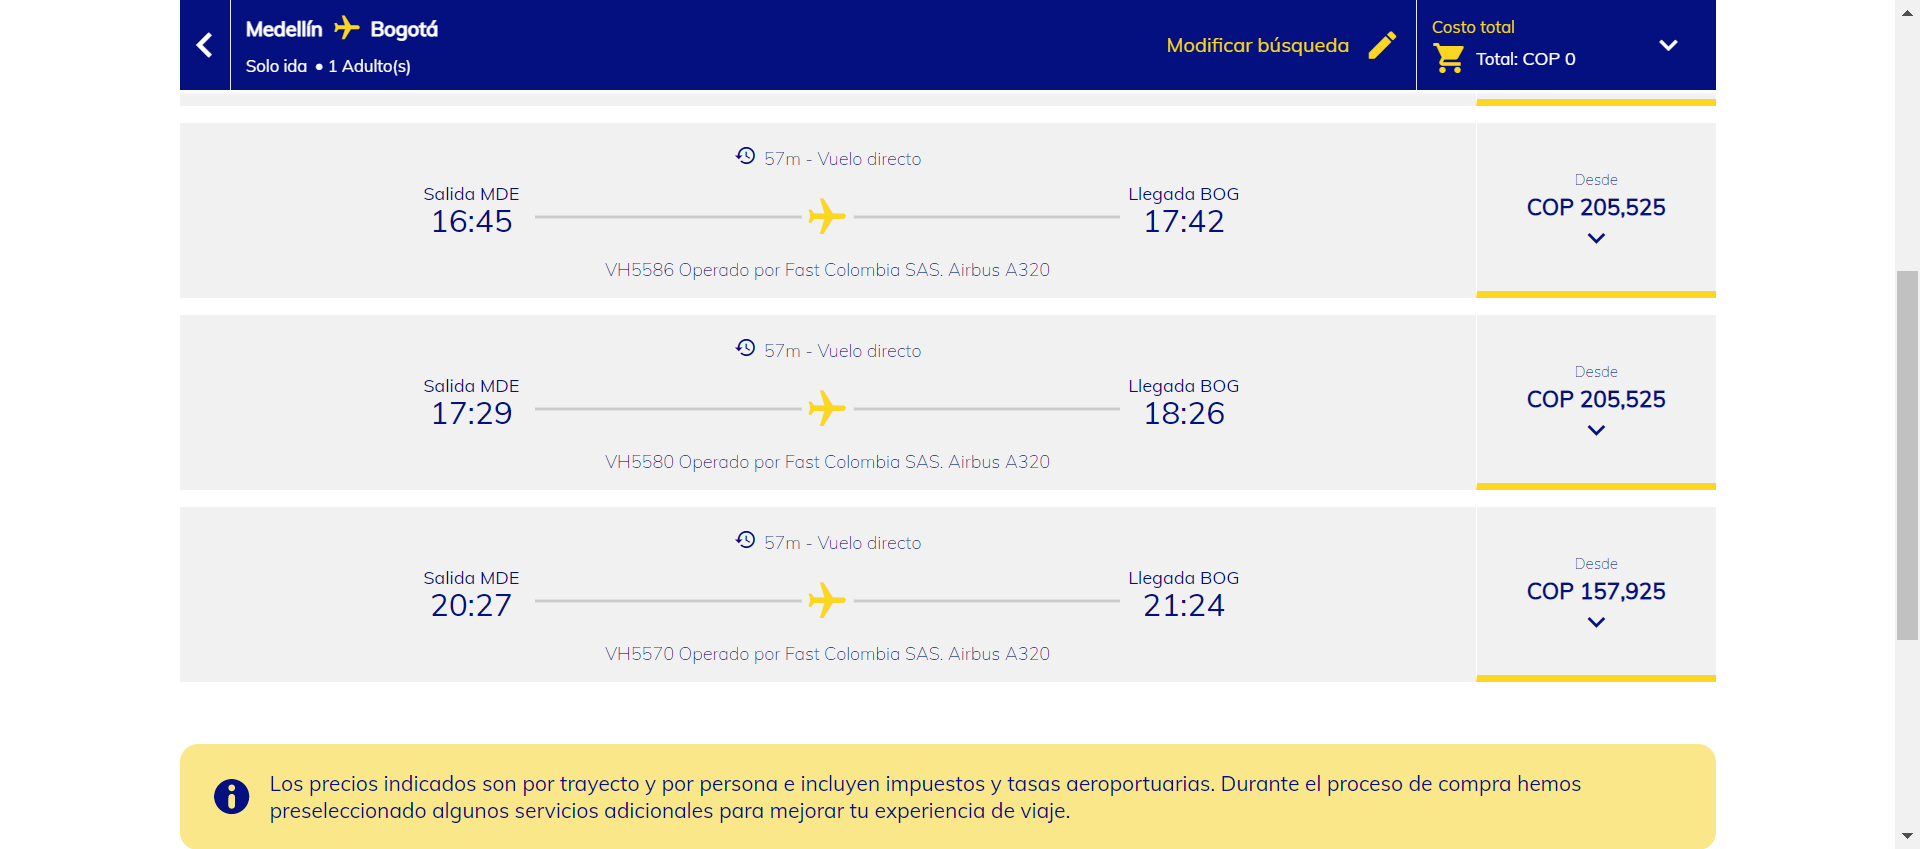 Medellín Bogotá
Solo ida • 1 Adulto(s)
Modificar búsqueda
Costo total
Total: COP 0
57m - Vuelo directo
Salida MDE
16:45
Llegada BOG
17:42
VH5586 Operado por Fast Colombia SAS. Airbus A320
Desde
COP 205,525
57m - Vuelo directo
Salida MDE
17:29
Llegada BOG
18:26
VH5580 Operado por Fast Colombia SAS. Airbus A320
Desde
COP 205,525
57m - Vuelo directo
Salida MDE
20:27
Llegada BOG
21:24
VH5570 Operado por Fast Colombia SAS. Airbus A320
Desde
COP 157,925
Los precios indicados son por trayecto y por persona e incluyen impuestos y tasas aeroportuarias. Durante el proceso de compra hemos
preseleccionado algunos servicios adicionales para mejorar tu experiencia de viaje.